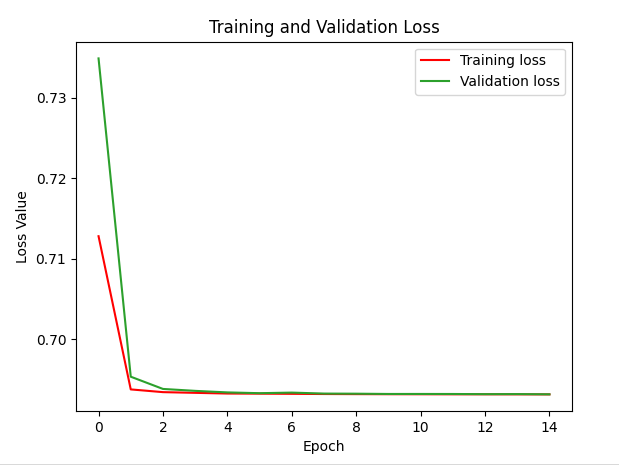 Training and Validation Loss
Training loss
Validation loss
0.73
0.72
0.71
0.70
Loss Value
0 2 4 6 8 10 12 14
Epoch